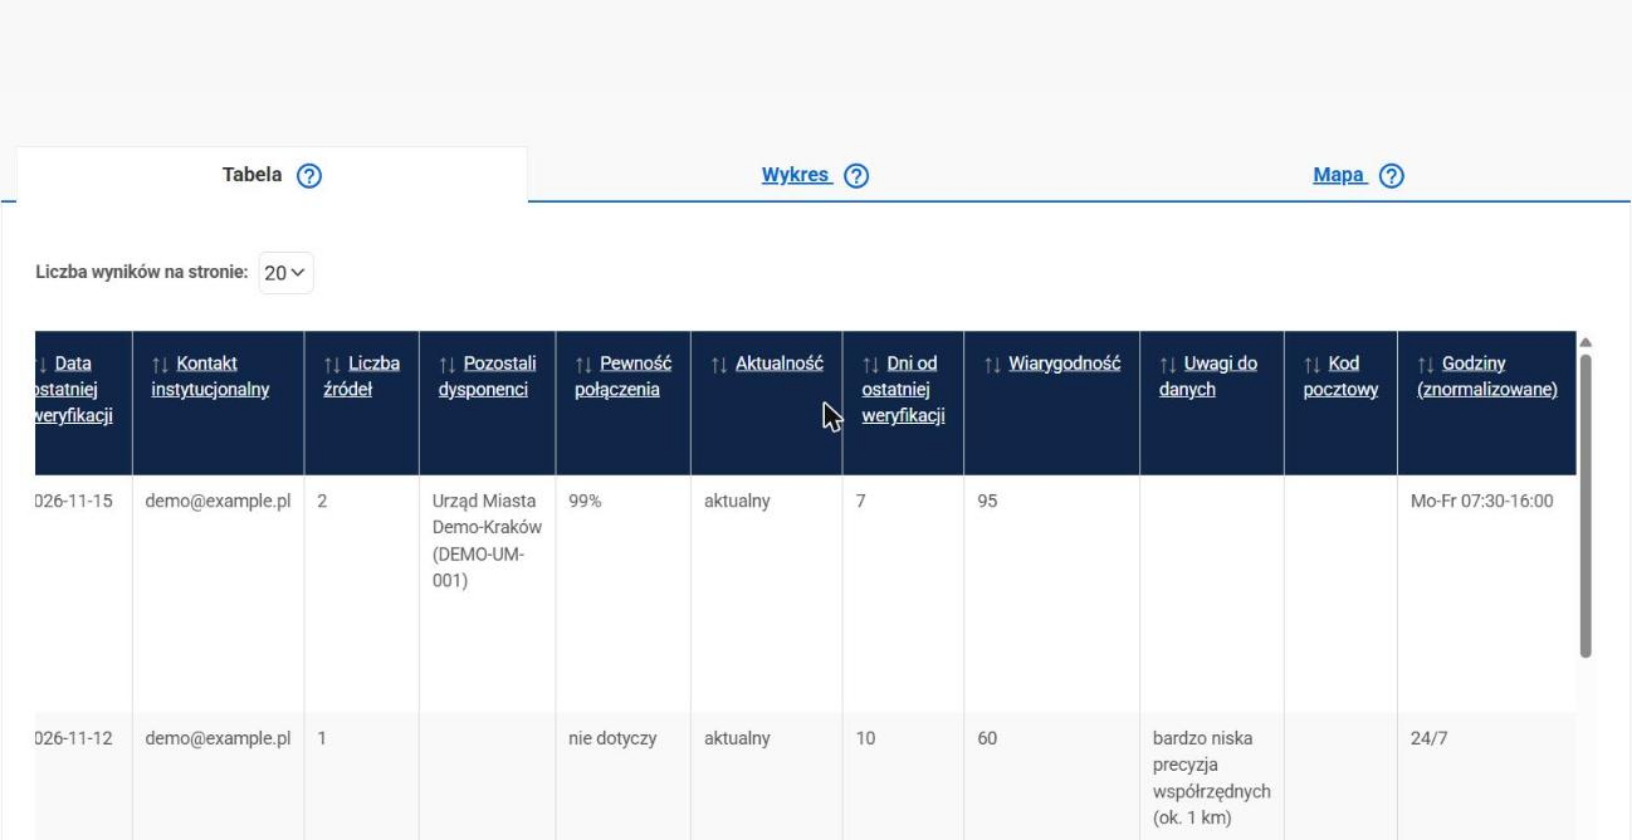 Tabela
Wykres
Mapa
Liczba wyników na stronie: 20
Data ostatniej weryfikacji
Kontakt instytucjonalny
Liczba źródeł
Pozostali dysponenci
Pewność połączenia
Aktualność
Dni od ostatniej weryfikacji
Wiarygodność
Uwagi do danych
Kod pocztowy
Godziny (znormalizowane)
026-11-15
demo@example.pl
2
Urząd Miasta
Demo-Kraków
(DEMO-UM-
001)
99%
aktualny
7
95
Mo-Fr 07:30-16:00
026-11-12
demo@example.pl
1
nie dotyczy
aktualny
10
60
bardzo niska
precyzja
współrzędnych
(ok. 1 km)
24/7